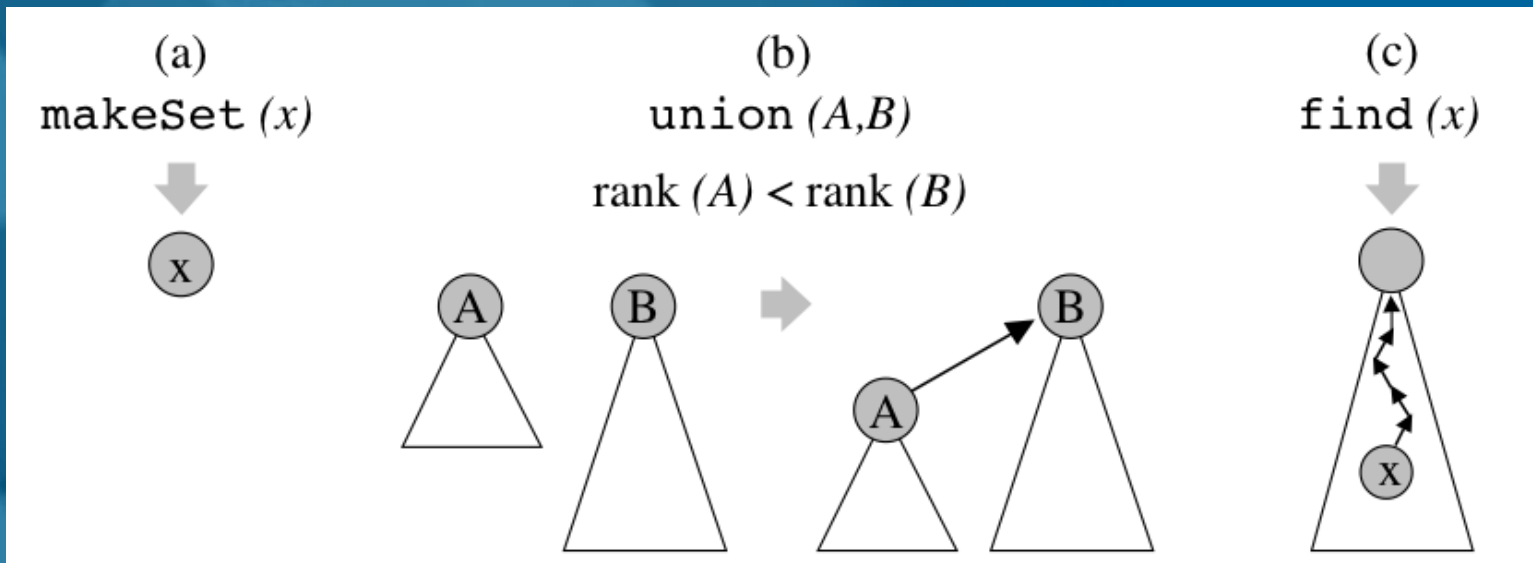 (a)
makeSet (x)
x
(b)
union (A,B)
rank (A) < rank (B)
A
B
A
B
(c)
find (x)
x